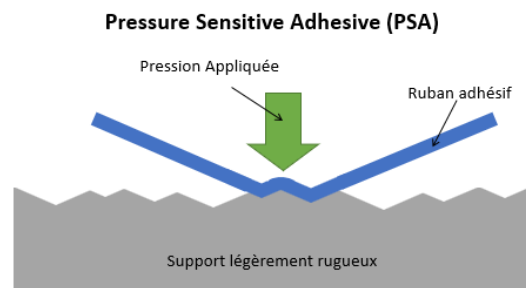 Pressure Sensitive Adhesive (PSA)
Pression Appliquée
Ruban adhésif
Support légèrement rugueux